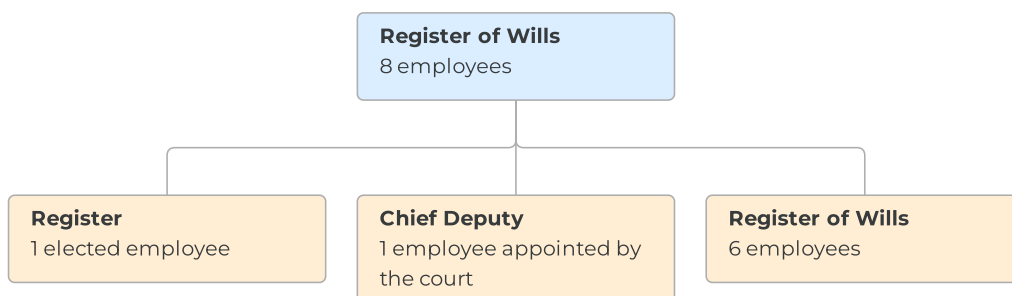 Register of Wills
8 employees
Register
1 elected employee
Chief Deputy
1 employee appointed by
the court
Register of Wills
6 employees